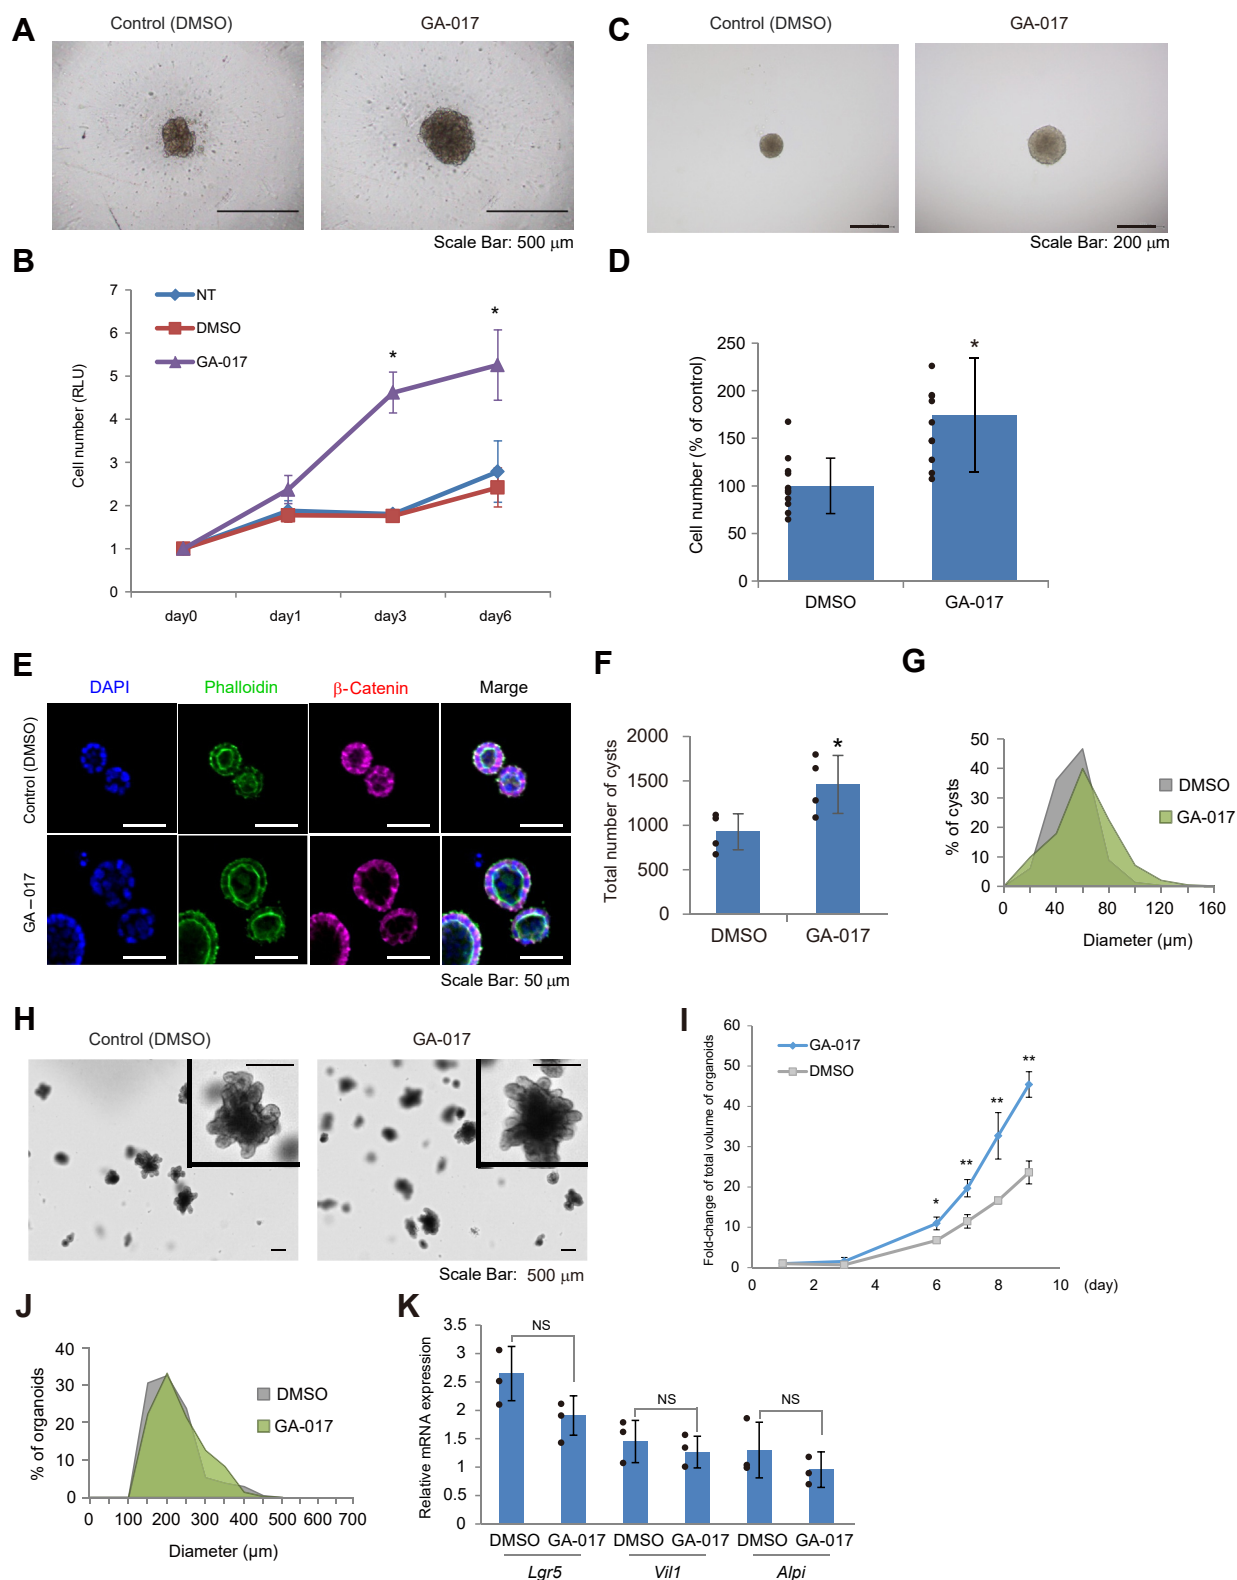 A
Control (DMSO)
GA-017
Scale Bar: 500 μm
C
Control (DMSO)
GA-017
Scale Bar: 200 μm
B
7
6
5
4
3
2
1
0
Cell number (RLU)
NT
DMSO
GA-017
*
*
day0
day1
day3
day6
D
250
200
150
100
50
0
Cell number (% of control)
*
DMSO
GA-017
E
DAPI
Phalloidin
β-Catenin
Marge
Control (DMSO)
GA-017
Scale Bar: 50 μm
F
2000
1500
1000
500
0
Total number of cysts
*
DMSO
GA-017
G
50
40
30
20
10
0
% of cysts
DMSO
GA-017
0 40 80 120 160
Diameter (μm)
H
Control (DMSO)
GA-017
Scale Bar: 500 μm
I
60
50
40
30
20
10
0
Fold-change of total volume of organoids
GA-017
DMSO
*
**
**
**
0 2 4 6 8 10 (day)
J
40
30
20
10
0
% of organoids
DMSO
GA-017
0 100 200 300 400 500 600 700
Diameter (μm)
K
3.5
3
2.5
2
1.5
1
0.5
0
Relative mRNA expression
NS
NS
NS
DMSO GA-017 DMSO GA-017 DMSO GA-017
Lgr5 Vil1 Alpi